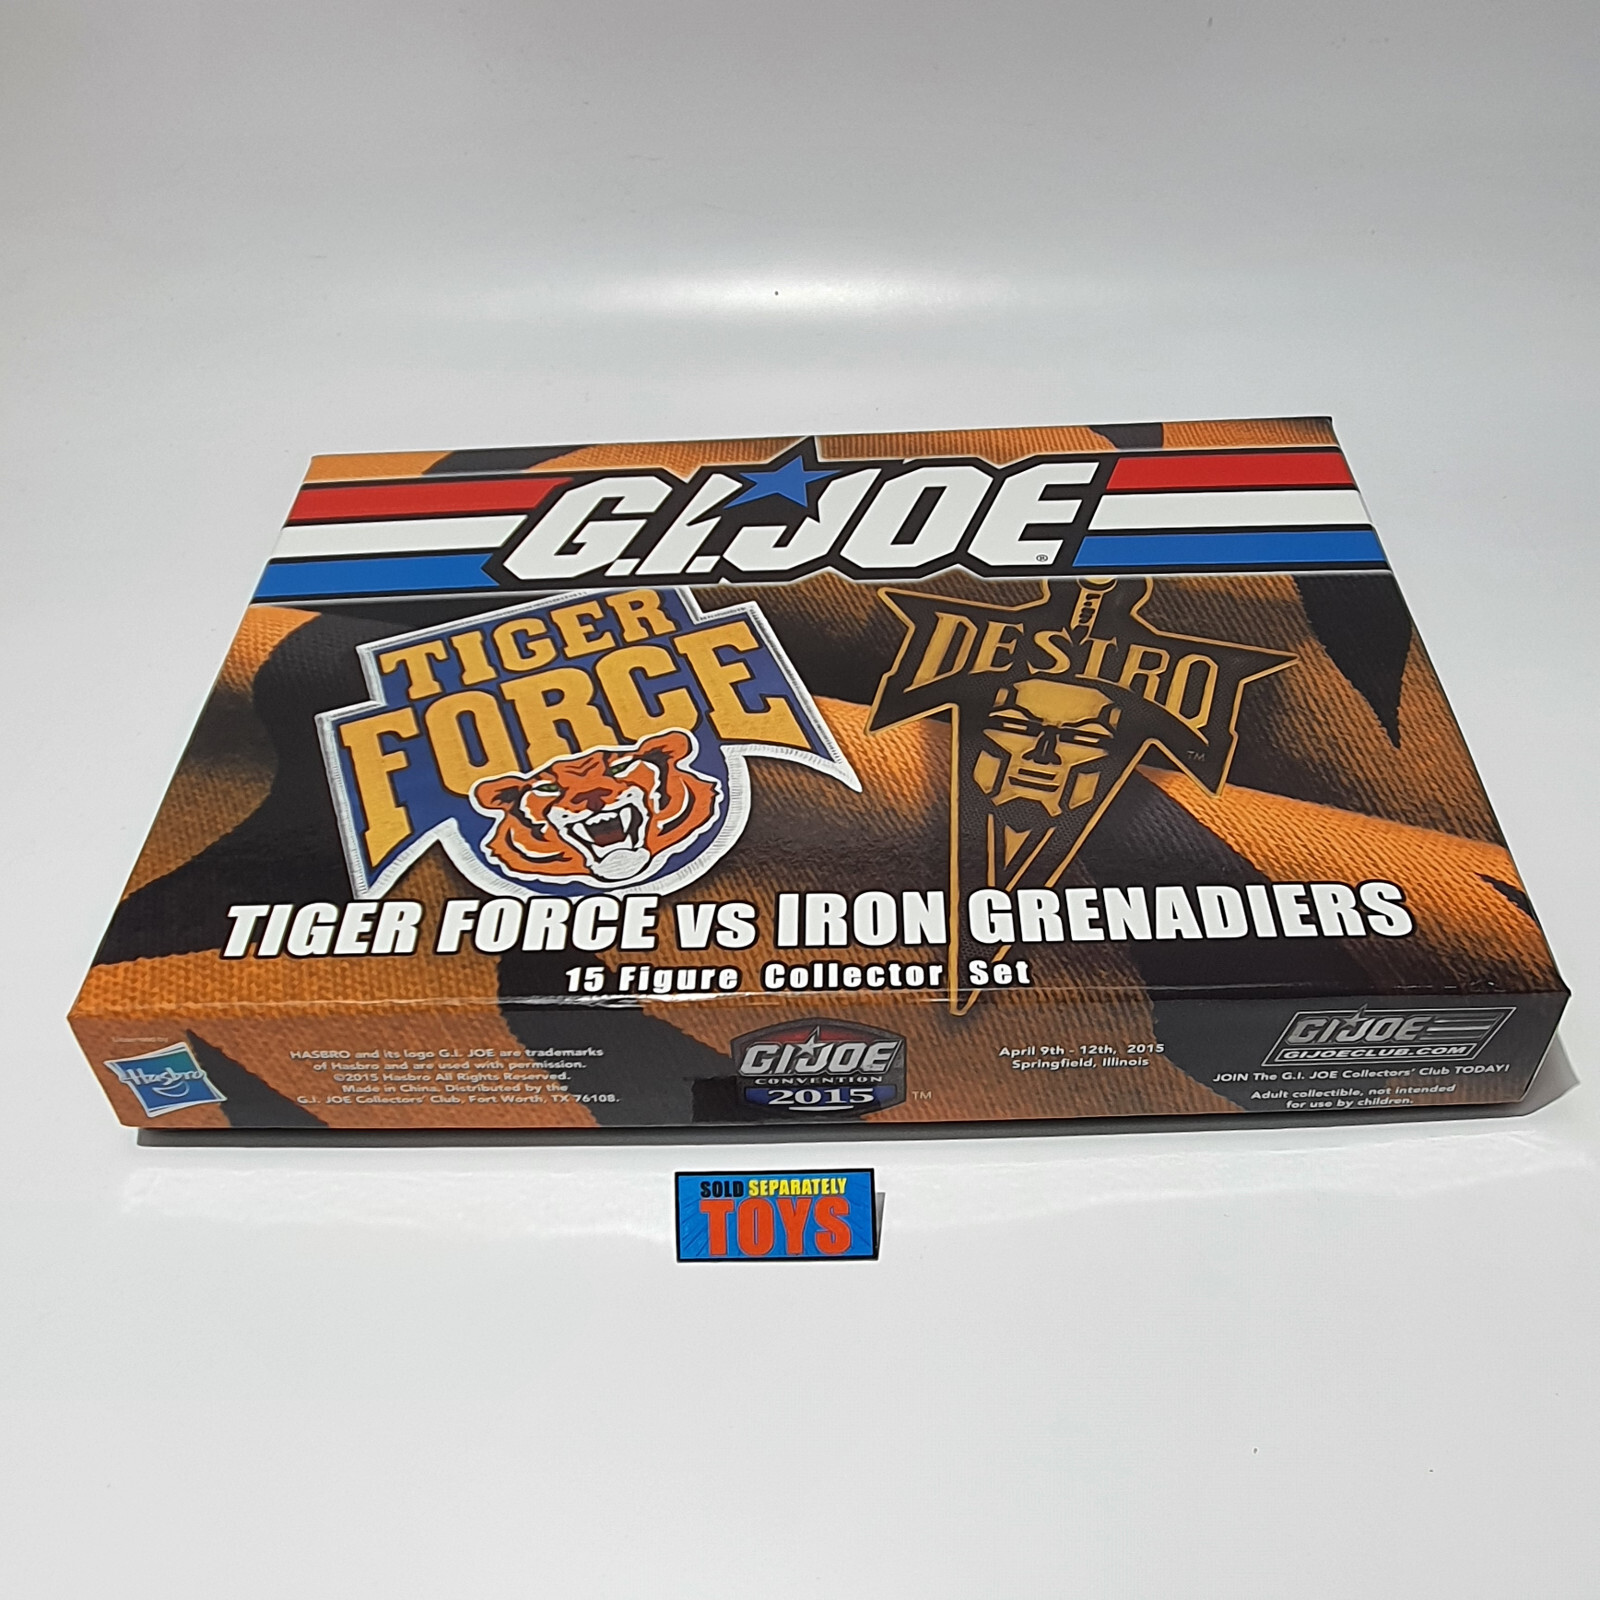 G.I. JOE ®
TIGER
FORCE
DESTRO
TM
TIGER FORCE VS IRON GRENADIERS
15 Figure Collector Set
Hasbro
HASBRO and its logo G.I. JOE are trademarks
of Hasbro and are used with permission.
©2015 Hasbro All Rights Reserved.
Made in China. Distributed by the
G.I. JOE Collectors' Club, Fort Worth, TX 76108.
G.I. JOE
CONVENTION
2015 TM
April 9th - 12th, 2015
Springfield, Illinois
G.I. JOE
GIJOECLUB.COM
JOIN The G.I. JOE Collectors' Club TODAY!
Adult collectible, not intended
for use by children.
SOLD SEPARATELY
TOYS